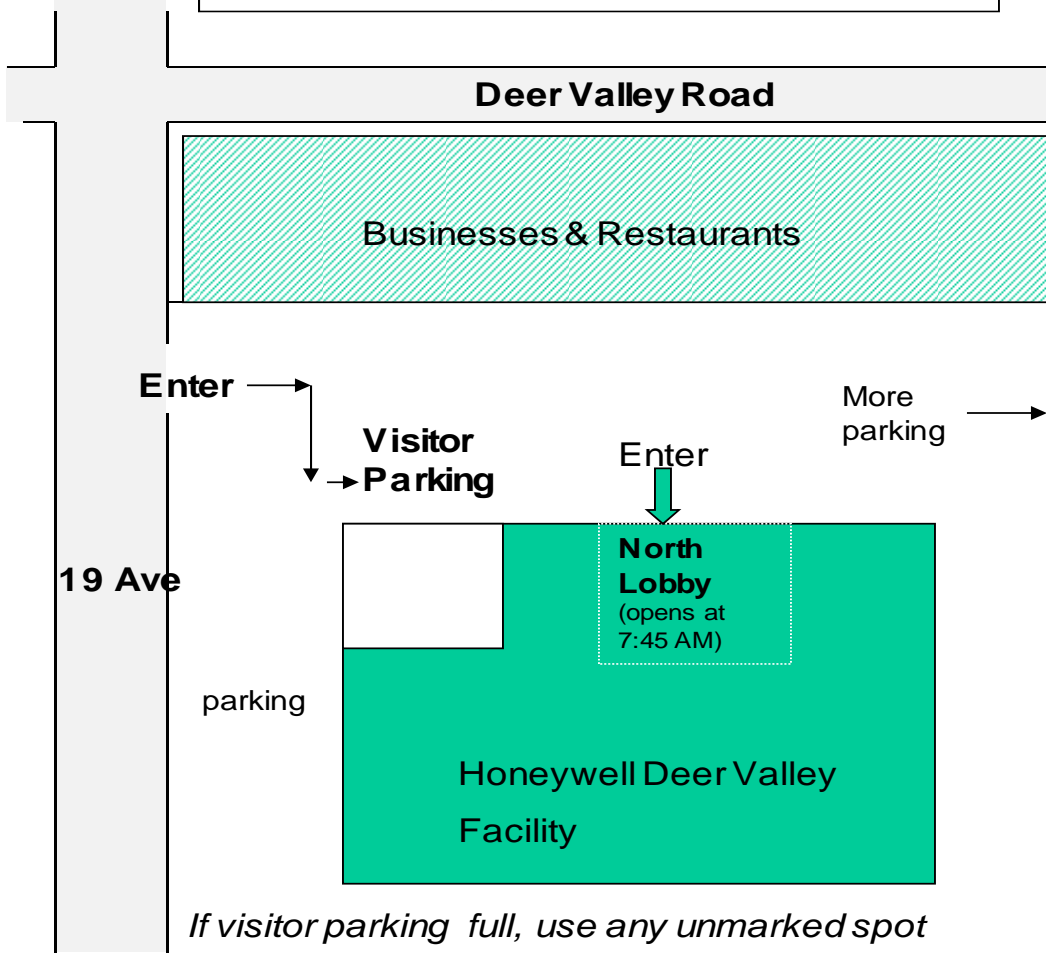 Deer Valley Road
Businesses & Restaurants
Enter
More
parking
Visitor
Parking
Enter
North
Lobby
(opens at
7:45 AM)
19 Ave
parking
Honeywell Deer Valley
Facility
If visitor parking full, use any unmarked spot